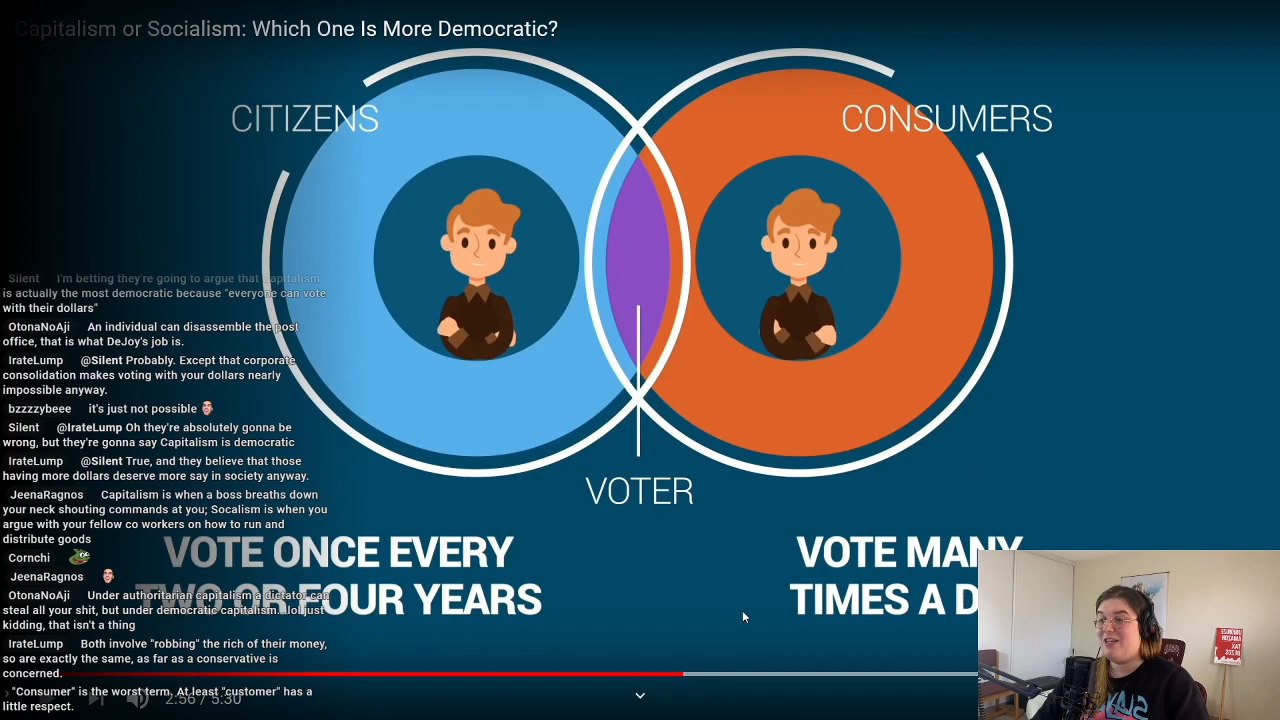 Capitalism or Socialism: Which One Is More Democratic?
CITIZENS
CONSUMERS
VOTER
VOTE ONCE EVERY
TWO OR FOUR YEARS
VOTE MANY
TIMES A D
Silent I'm betting they're going to argue that Capitalism
is actually the most democratic because "everyone can vote
with their dollars"
OtonaNoAji An individual can disassemble the post
office, that is what DeJoy's job is.
IrateLump @Silent Probably. Except that corporate
consolidation makes voting with your dollars nearly
impossible anyway.
bzzzzybeee it's just not possible
Silent @IrateLump Oh they're absolutely gonna be
wrong, but they're gonna say Capitalism is democratic
IrateLump @Silent True, and they believe that those
having more dollars deserve more say in society anyway.
JeenaRagnos Capitalism is when a boss breaths down
your neck shouting commands at you; Socalism is when you
argue with your fellow co workers on how to run and
distribute goods
Cornchi
JeenaRagnos
OtonaNoAji Under authoritarian capitalism a dictator can
steal all your shit, but under democratic capitalism...lol just
kidding, that isn't a thing
IrateLump Both involve "robbing" the rich of their money,
so are exactly the same, as far as a conservative is
concerned.
"Consumer" is the worst term. At least "customer" has a
little respect.
2:56 / 5:30
UNIONIZE
AMAZON
TAX